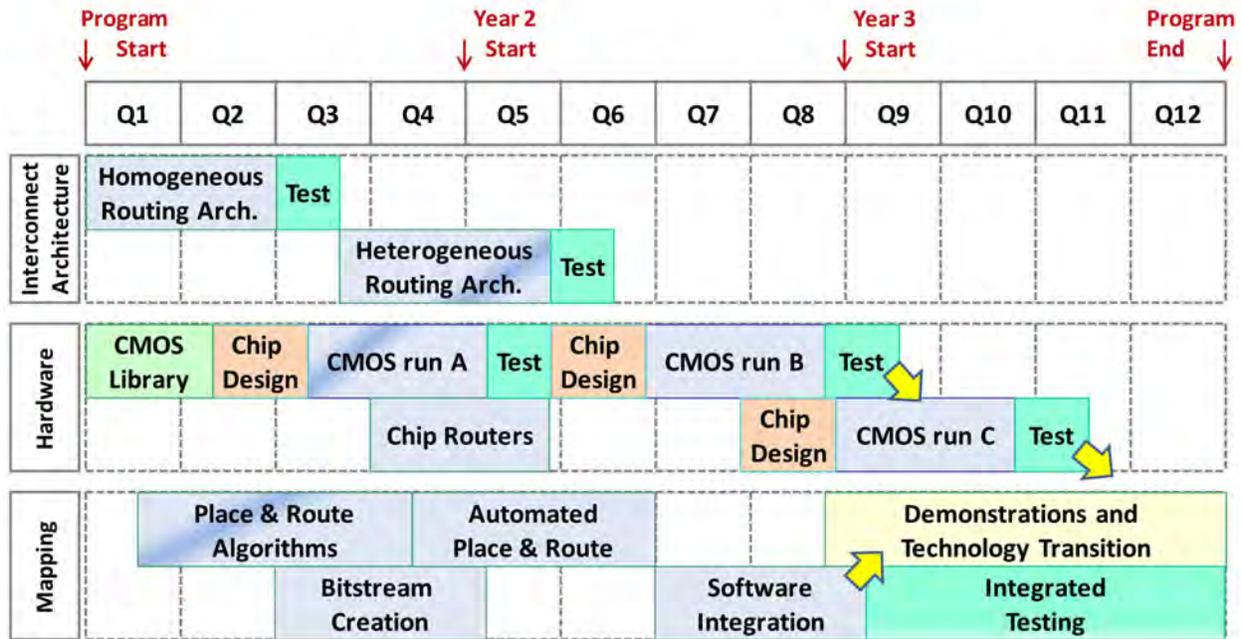 Program
Start
Year 2
Start
Year 3
Start
Program
End
Q1 Q2 Q3 Q4 Q5 Q6 Q7 Q8 Q9 Q10 Q11 Q12
Interconnect
Architecture
Homogeneous
Routing Arch.
Test
Heterogeneous
Routing Arch.
Test
Hardware
CMOS
Library
Chip
Design
CMOS run A
Test
Chip
Design
CMOS run B
Test
Chip Routers
Chip
Design
CMOS run C
Test
Mapping
Place & Route
Algorithms
Automated
Place & Route
Demonstrations and
Technology Transition
Bitstream
Creation
Software
Integration
Integrated
Testing